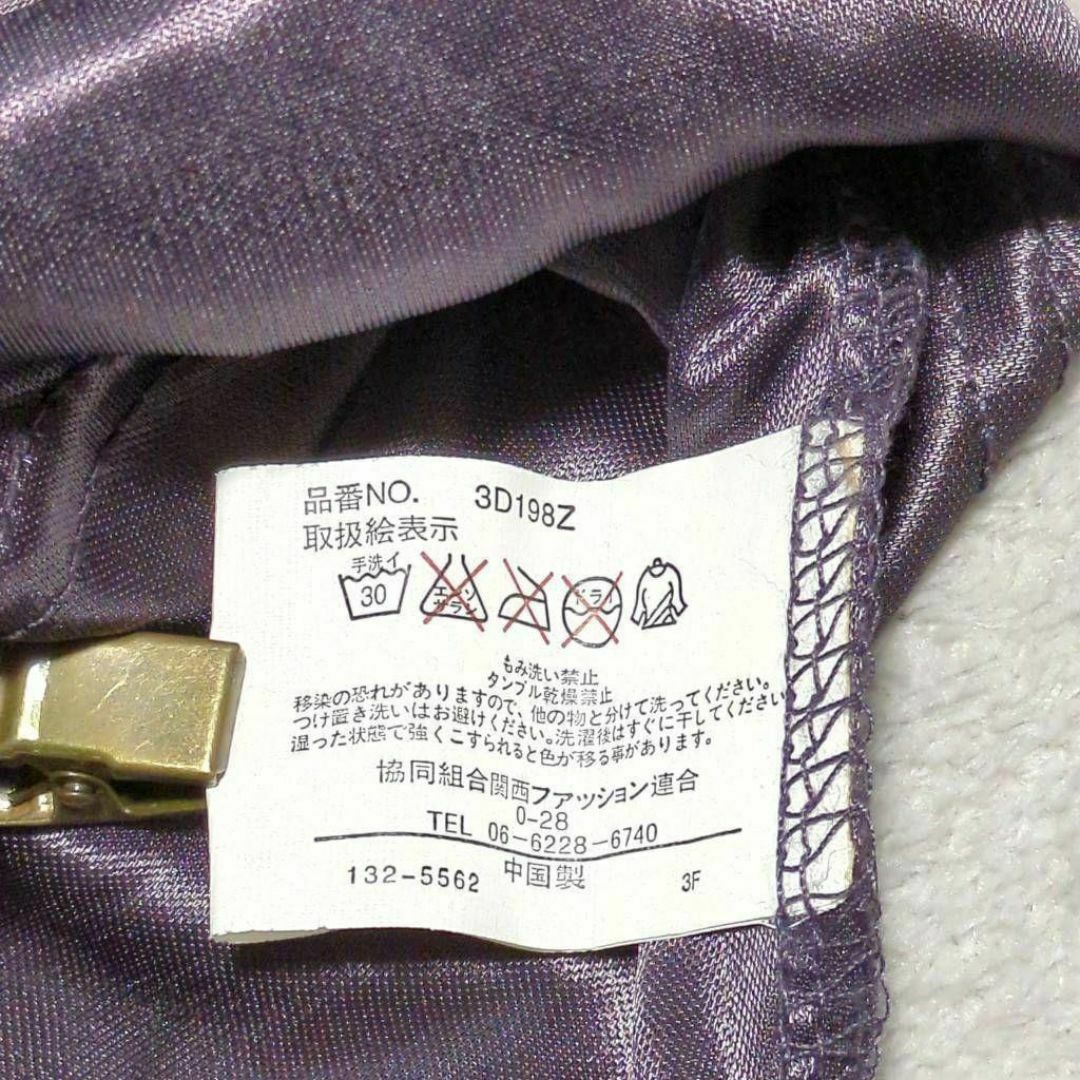 品番NO. 3D198Z
取扱絵表示
手洗イ
30
エンソ
サラシ
ドライ
もみ洗い禁止
タンブル乾燥禁止
移染の恐れがありますので、他の物と分けて洗ってください。
つけ置き洗いはお避けください。洗濯後はすぐに干してください
湿った状態で強くこすられると色が移る事があります。
協同組合関西ファッション連合
0-28
TEL 06-6228-6740
132-5562 中国製 3F